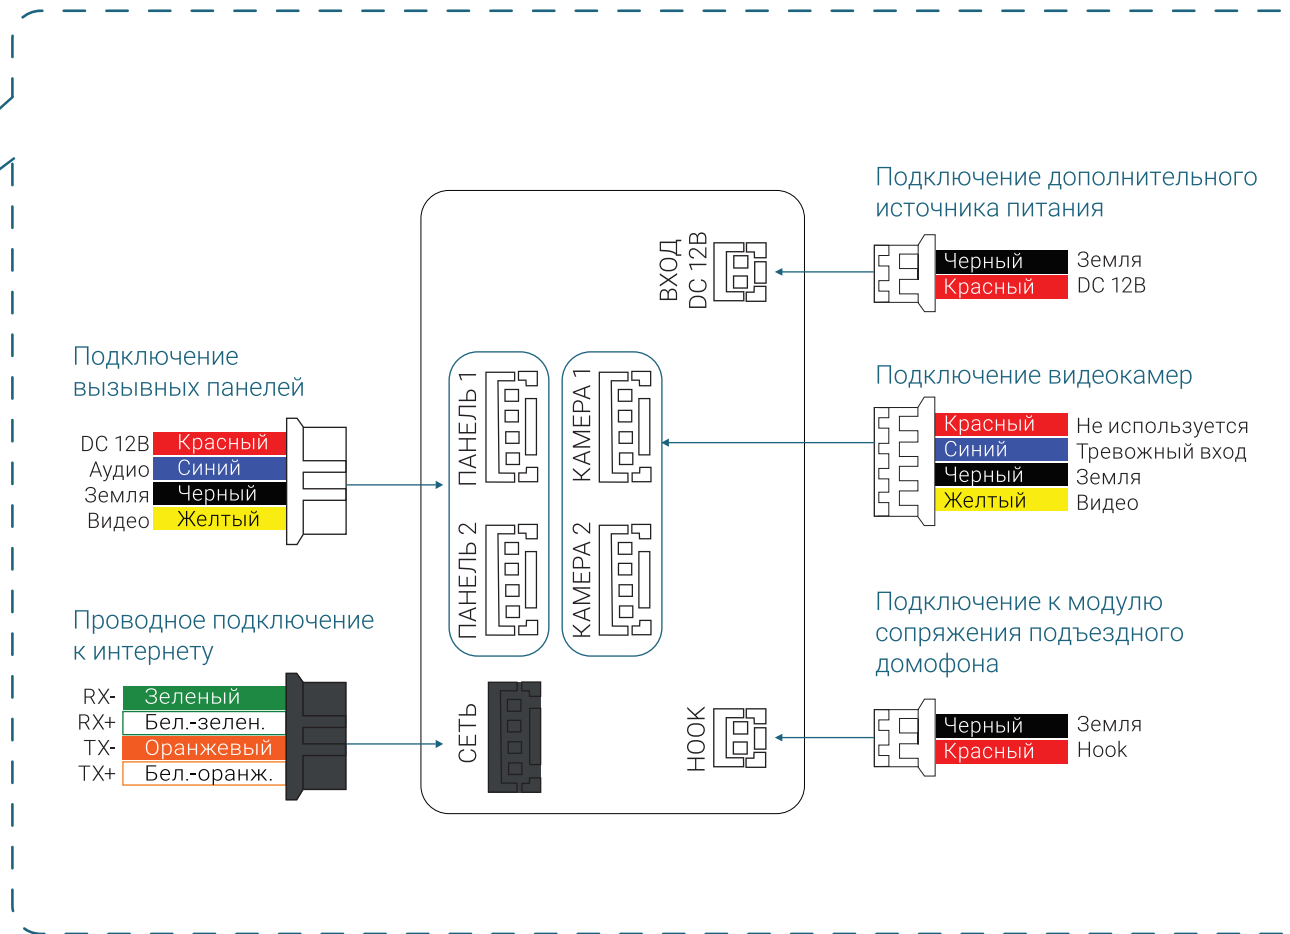 Подключение дополнительного
источника питания
ВХОД
DC 12В
Черный Земля
Красный DC 12В
Подключение
вызывных панелей
DC 12В Красный
Аудио Синий
Земля Черный
Видео Желтый
ПАНЕЛЬ 1
КАМЕРА 1
Подключение видеокамер
Красный Не используется
Синий Тревожный вход
Черный Земля
Желтый Видео
ПАНЕЛЬ 2
КАМЕРА 2
Проводное подключение
к интернету
RX- Зеленый
RX+ Бел.-зелен.
TX- Оранжевый
TX+ Бел.-оранж.
СЕТЬ
HOOK
Подключение к модулю
сопряжения подъездного
домофона
Черный Земля
Красный Hook